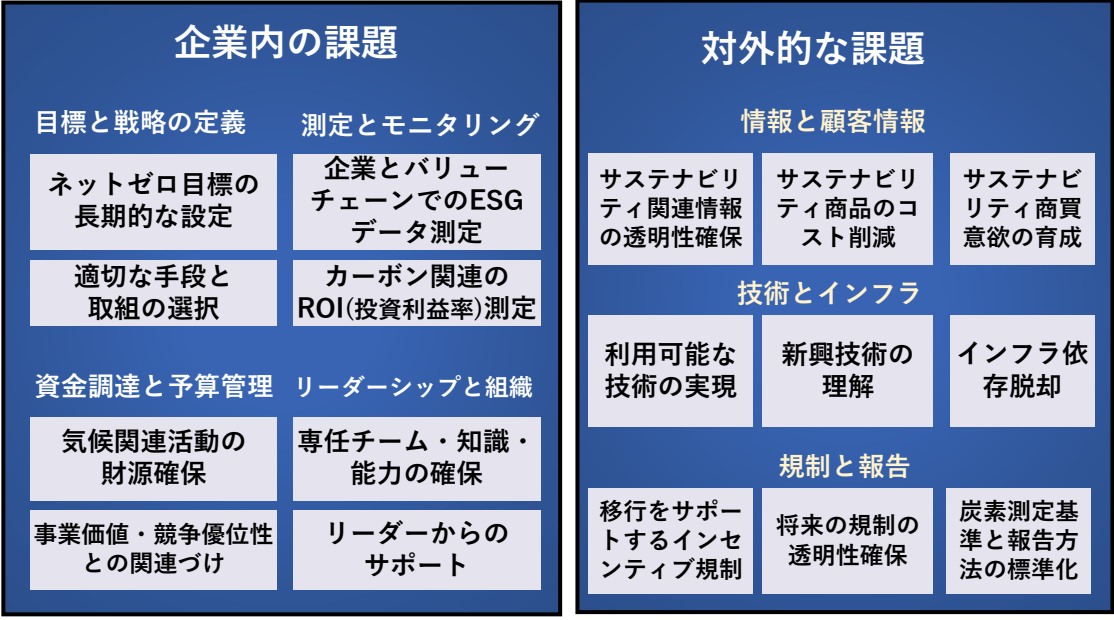 企業内の課題
目標と戦略の定義
ネットゼロ目標の
長期的な設定
適切な手段と
取組の選択
測定とモニタリング
企業とバリュー
チェーンでのESG
データ測定
カーボン関連の
ROI(投資利益率)測定
資金調達と予算管理
気候関連活動の
財源確保
事業価値・競争優位性
との関連づけ
リーダーシップと組織
専任チーム・知識・
能力の確保
リーダーからの
サポート
対外的な課題
情報と顧客情報
サステナビリ
ティ関連情報
の透明性確保
サステナビリ
ティ商品のコ
スト削減
サステナビ
リティ商買
意欲の育成
技術とインフラ
利用可能な
技術の実現
新興技術の
理解
インフラ依
存脱却
規制と報告
移行をサポー
トするインセ
ンティブ規制
将来の規制の
透明性確保
炭素測定基
準と報告方
法の標準化